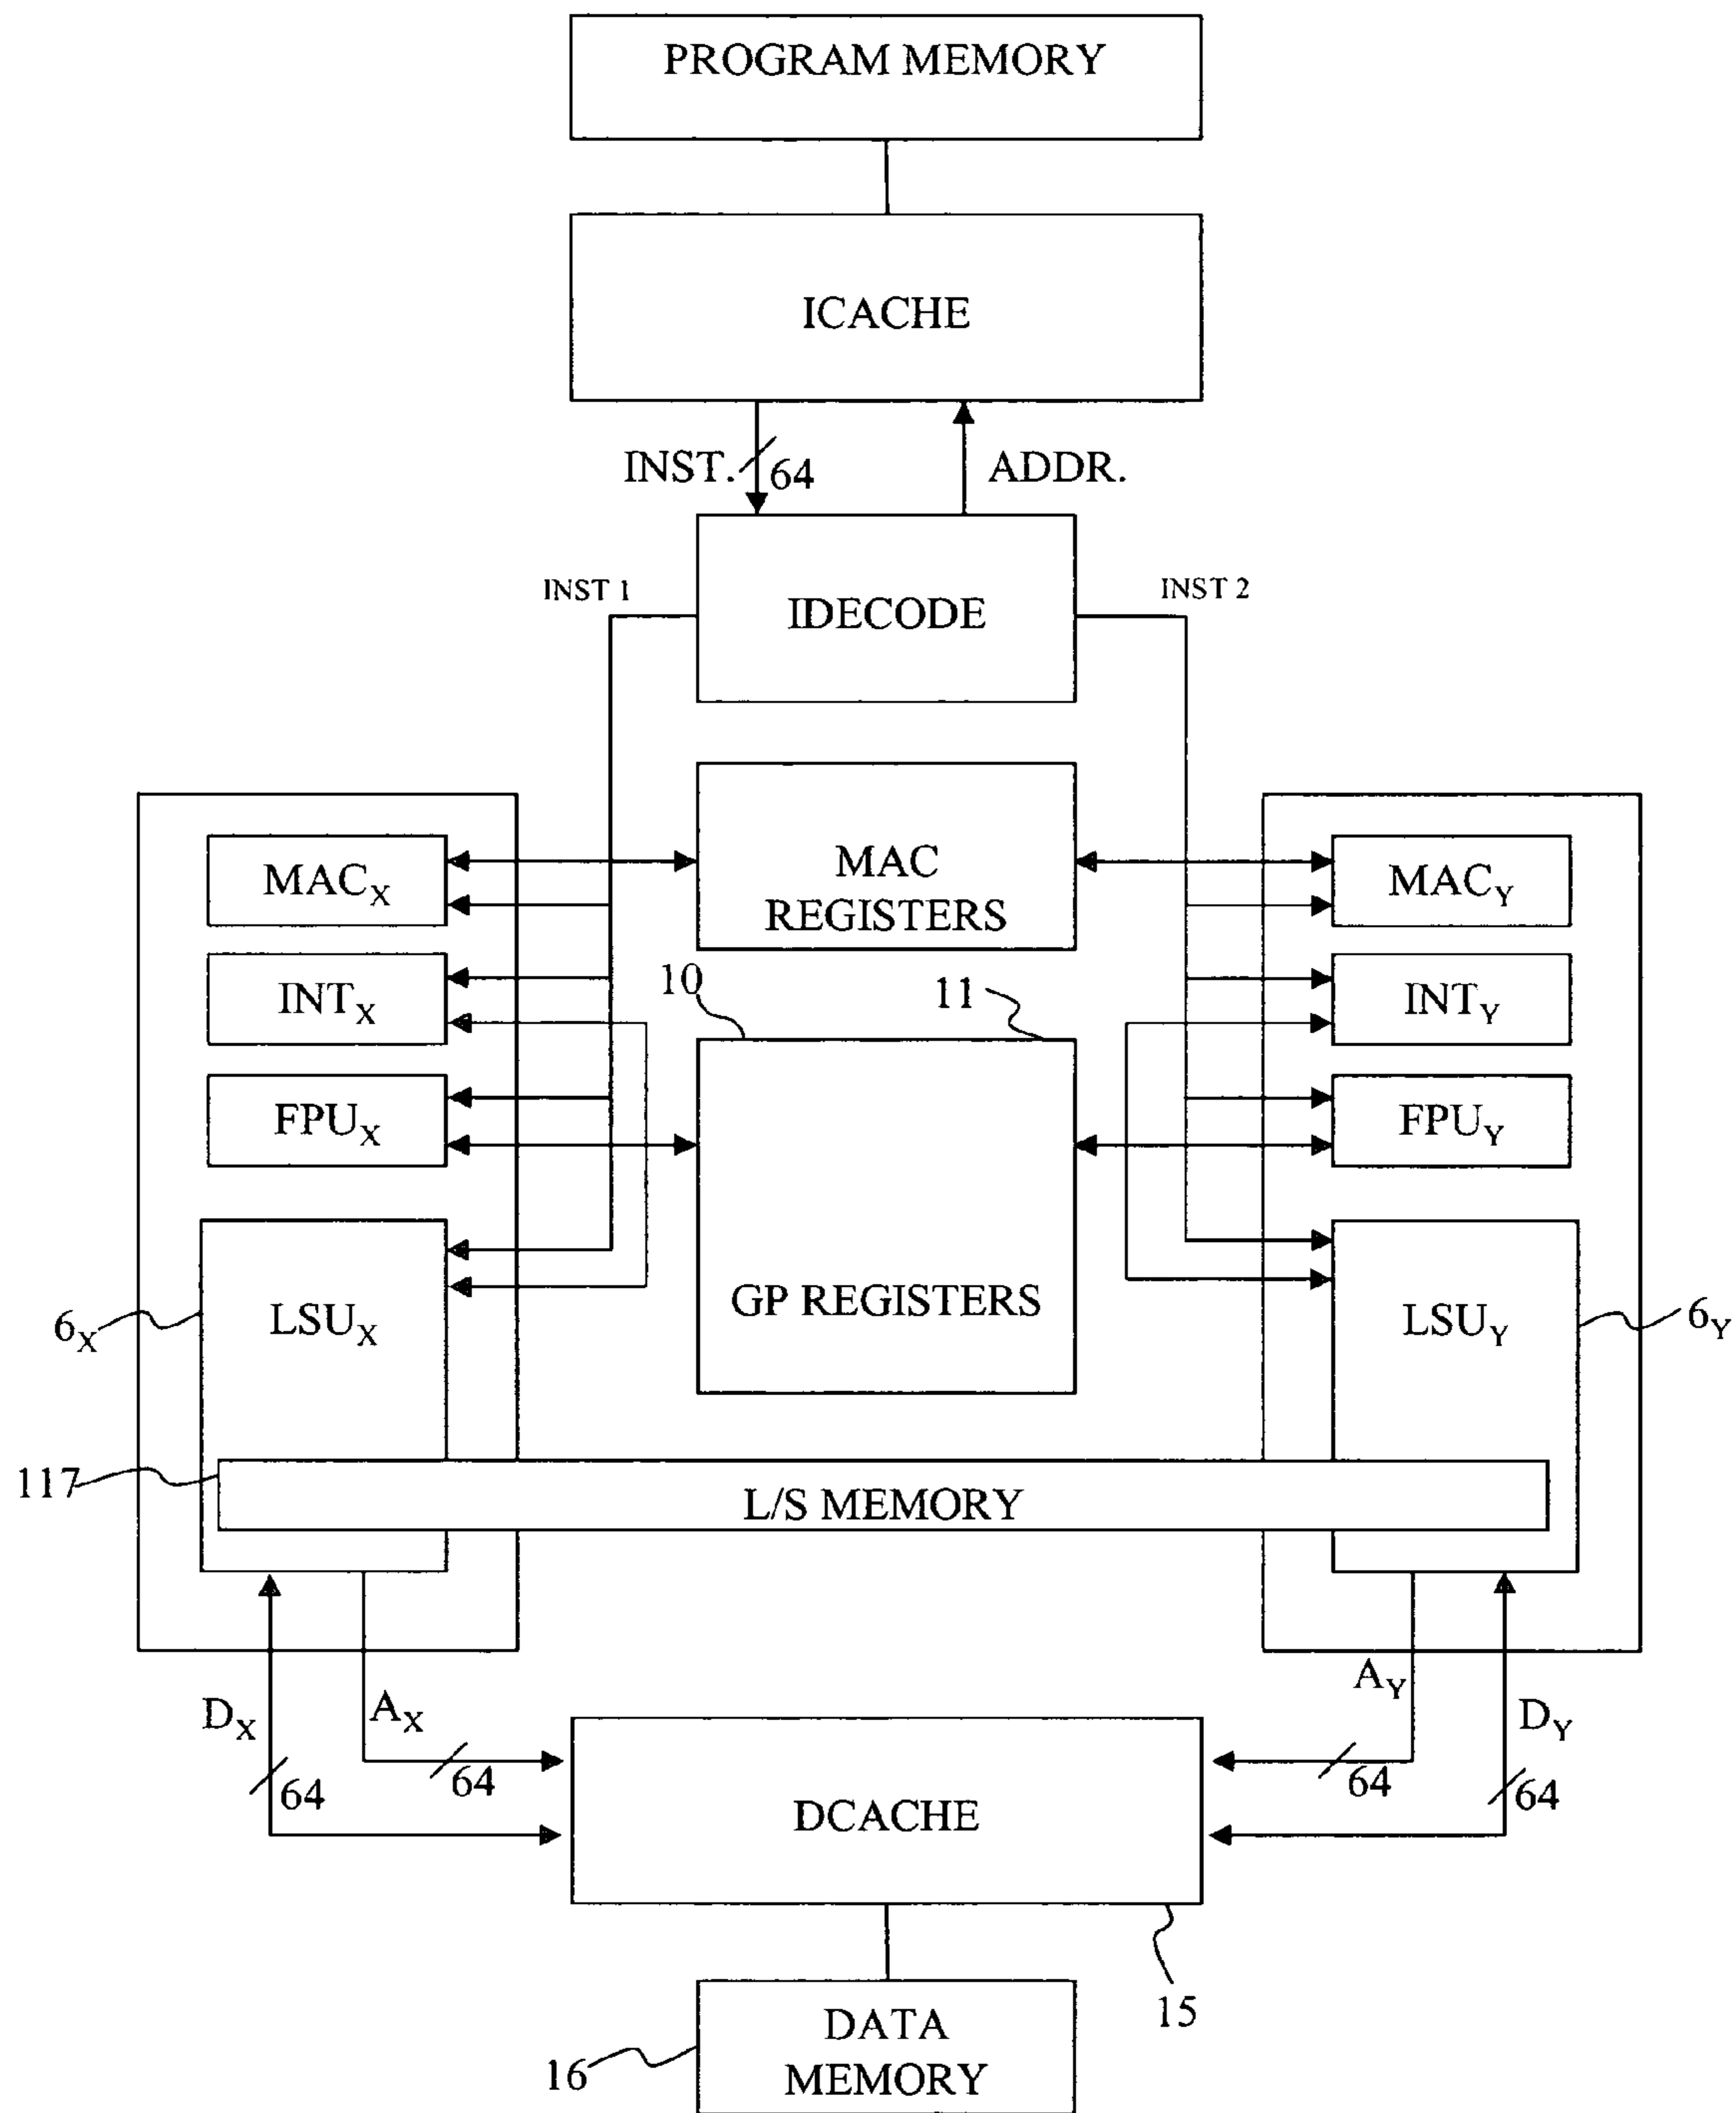 PROGRAM MEMORY
ICACHE
INST. 64 ADDR.
INST 1
IDECODE
INST 2
MACX
MAC
REGISTERS
MACY
INTX
10
11
INTY
FPUX
FPUY
6X
LSUX
GP REGISTERS
LSUY
6Y
117
L/S MEMORY
DX
AX
AY
DY
64
64
64
64
DCACHE
15
DATA
MEMORY
16